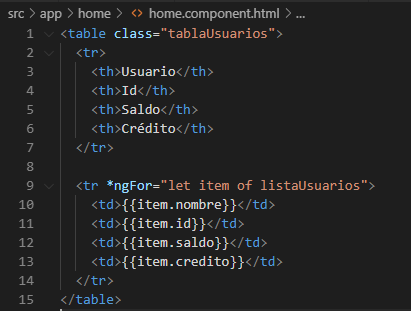 src > app > home > home.component.html > ...
1 <table class="tablaUsuarios">
2 <tr>
3 <th>Usuario</th>
4 <th>Id</th>
5 <th>Saldo</th>
6 <th>Crédito</th>
7 </tr>
8
9 <tr *ngFor="let item of listaUsuarios">
10 <td>{{item.nombre}}</td>
11 <td>{{item.id}}</td>
12 <td>{{item.saldo}}</td>
13 <td>{{item.credito}}</td>
14 </tr>
15 </table>